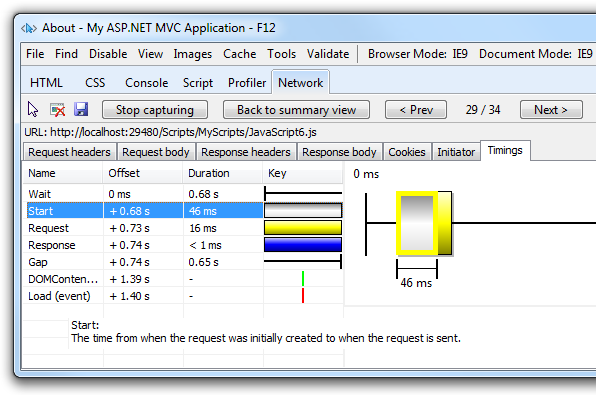 About - My ASP.NET MVC Application - F12
File Find Disable View Images Cache Tools Validate Browser Mode: IE9 Document Mode: IE9
HTML CSS Console Script Profiler Network
Stop capturing Back to summary view < Prev 29 / 34 Next >
URL: http://localhost:29480/Scripts/MyScripts/JavaScript6.js
Request headers Request body Response headers Response body Cookies Initiator Timings
Name Offset Duration Key 0 ms
Wait 0 ms 0.68 s
Start + 0.68 s 46 ms
Request + 0.73 s 16 ms
Response + 0.74 s < 1 ms
Gap + 0.74 s 0.65 s
DOMConten... + 1.39 s -
Load (event) + 1.40 s -
46 ms
Start:
The time from when the request was initially created to when the request is sent.